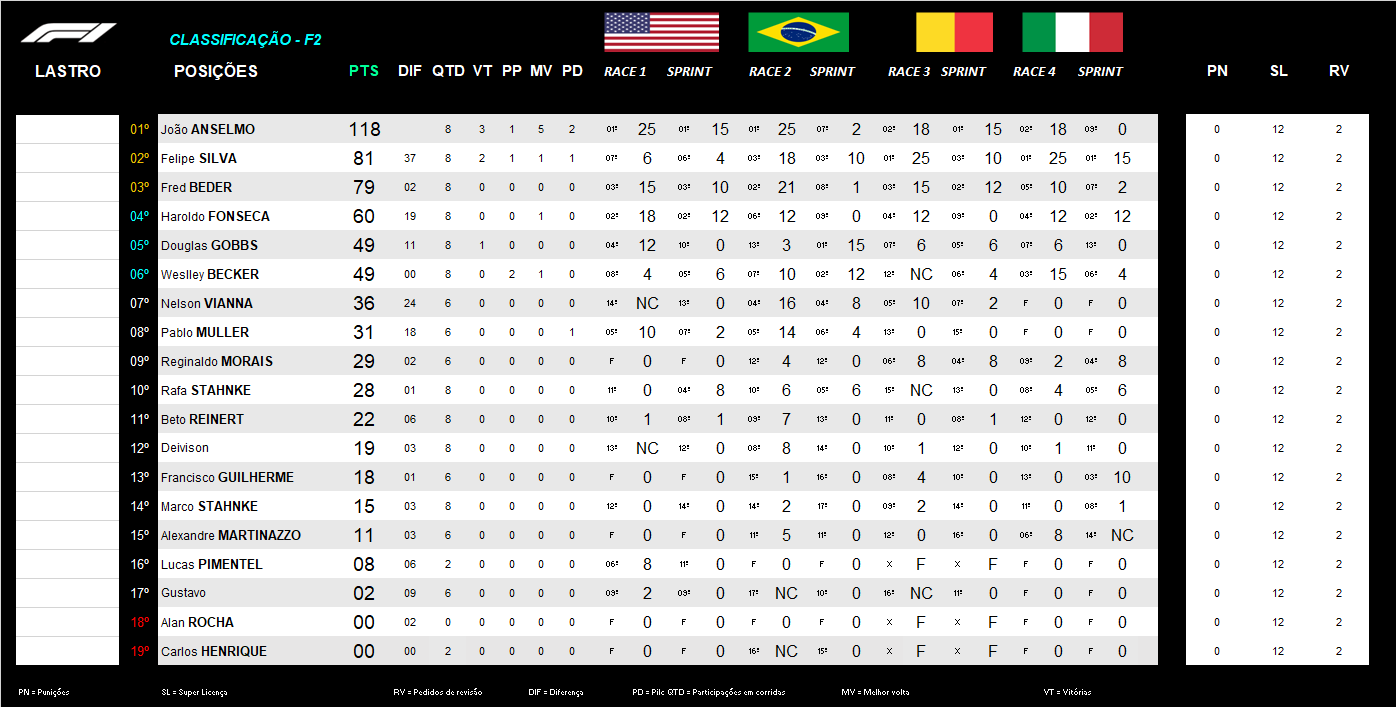 CLASSIFICAÇÃO - F2
LASTRO POSIÇÕES PTS DIF QTD VT PP MV PD RACE 1 SPRINT RACE 2 SPRINT RACE 3 SPRINT RACE 4 SPRINT PN SL RV
01º João ANSELMO 118 8 3 1 5 2 01º 25 01º 15 01º 25 07º 2 02º 18 01º 15 02º 18 09º 0 0 12 2
02º Felipe SILVA 81 37 8 2 1 1 1 07º 6 06º 4 03º 18 03º 10 01º 25 03º 10 01º 25 01º 15 0 12 2
03º Fred BEDER 79 02 8 0 0 0 0 03º 15 03º 10 02º 21 08º 1 03º 15 02º 12 05º 10 07º 2 0 12 2
04º Haroldo FONSECA 60 19 8 0 0 1 0 02º 18 02º 12 06º 12 09º 0 04º 12 09º 0 04º 12 02º 12 0 12 2
05º Douglas GOBBS 49 11 8 1 0 0 0 04º 12 10º 0 13º 3 01º 15 07º 6 05º 6 07º 6 13º 0 0 12 2
06º Weslley BECKER 49 00 8 0 2 1 0 08º 4 05º 6 07º 10 02º 12 12º NC 06º 4 03º 15 06º 4 0 12 2
07º Nelson VIANNA 36 24 6 0 0 0 0 14º NC 13º 0 04º 16 04º 8 05º 10 07º 2 F 0 F 0 0 12 2
08º Pablo MULLER 31 18 6 0 0 0 1 05º 10 07º 2 05º 14 06º 4 13º 0 15º 0 F 0 F 0 0 12 2
09º Reginaldo MORAIS 29 02 6 0 0 0 0 F 0 F 0 12º 4 12º 0 06º 8 04º 8 09º 2 04º 8 0 12 2
10º Rafa STAHNKE 28 01 8 0 0 0 0 11º 0 04º 8 10º 6 05º 6 15º NC 13º 0 08º 4 05º 6 0 12 2
11º Beto REINERT 22 06 8 0 0 0 0 10º 1 08º 1 09º 7 13º 0 11º 0 08º 1 12º 0 12º 0 0 12 2
12º Deivison 19 03 8 0 0 0 0 13º NC 12º 0 08º 8 14º 0 10º 1 12º 0 10º 1 11º 0 0 12 2
13º Francisco GUILHERME 18 01 6 0 0 0 0 F 0 F 0 15º 1 16º 0 08º 4 10º 0 13º 0 03º 10 0 12 2
14º Marco STAHNKE 15 03 8 0 0 0 0 12º 0 14º 0 14º 2 17º 0 09º 2 14º 0 11º 0 08º 1 0 12 2
15º Alexandre MARTINAZZO 11 03 6 0 0 0 0 F 0 F 0 11º 5 11º 0 12º 0 16º 0 06º 8 14º NC 0 12 2
16º Lucas PIMENTEL 08 06 2 0 0 0 0 06º 8 11º 0 F 0 F 0 X F X F F 0 F 0 0 12 2
17º Gustavo 02 09 6 0 0 0 0 09º 2 09º 0 17º NC 10º 0 16º NC 11º 0 F 0 F 0 0 12 2
18º Alan ROCHA 00 02 0 0 0 0 0 F 0 F 0 F 0 F 0 X F X F F 0 F 0 0 12 2
19º Carlos HENRIQUE 00 00 2 0 0 0 0 F 0 F 0 16º NC 15º 0 X F X F F 0 F 0 0 12 2
PN = Punições SL = Super Licença RV = Pedidos de revisão DIF = Diferença PD = Pilo QTD = Participações em corridas MV = Melhor volta VT = Vitórias